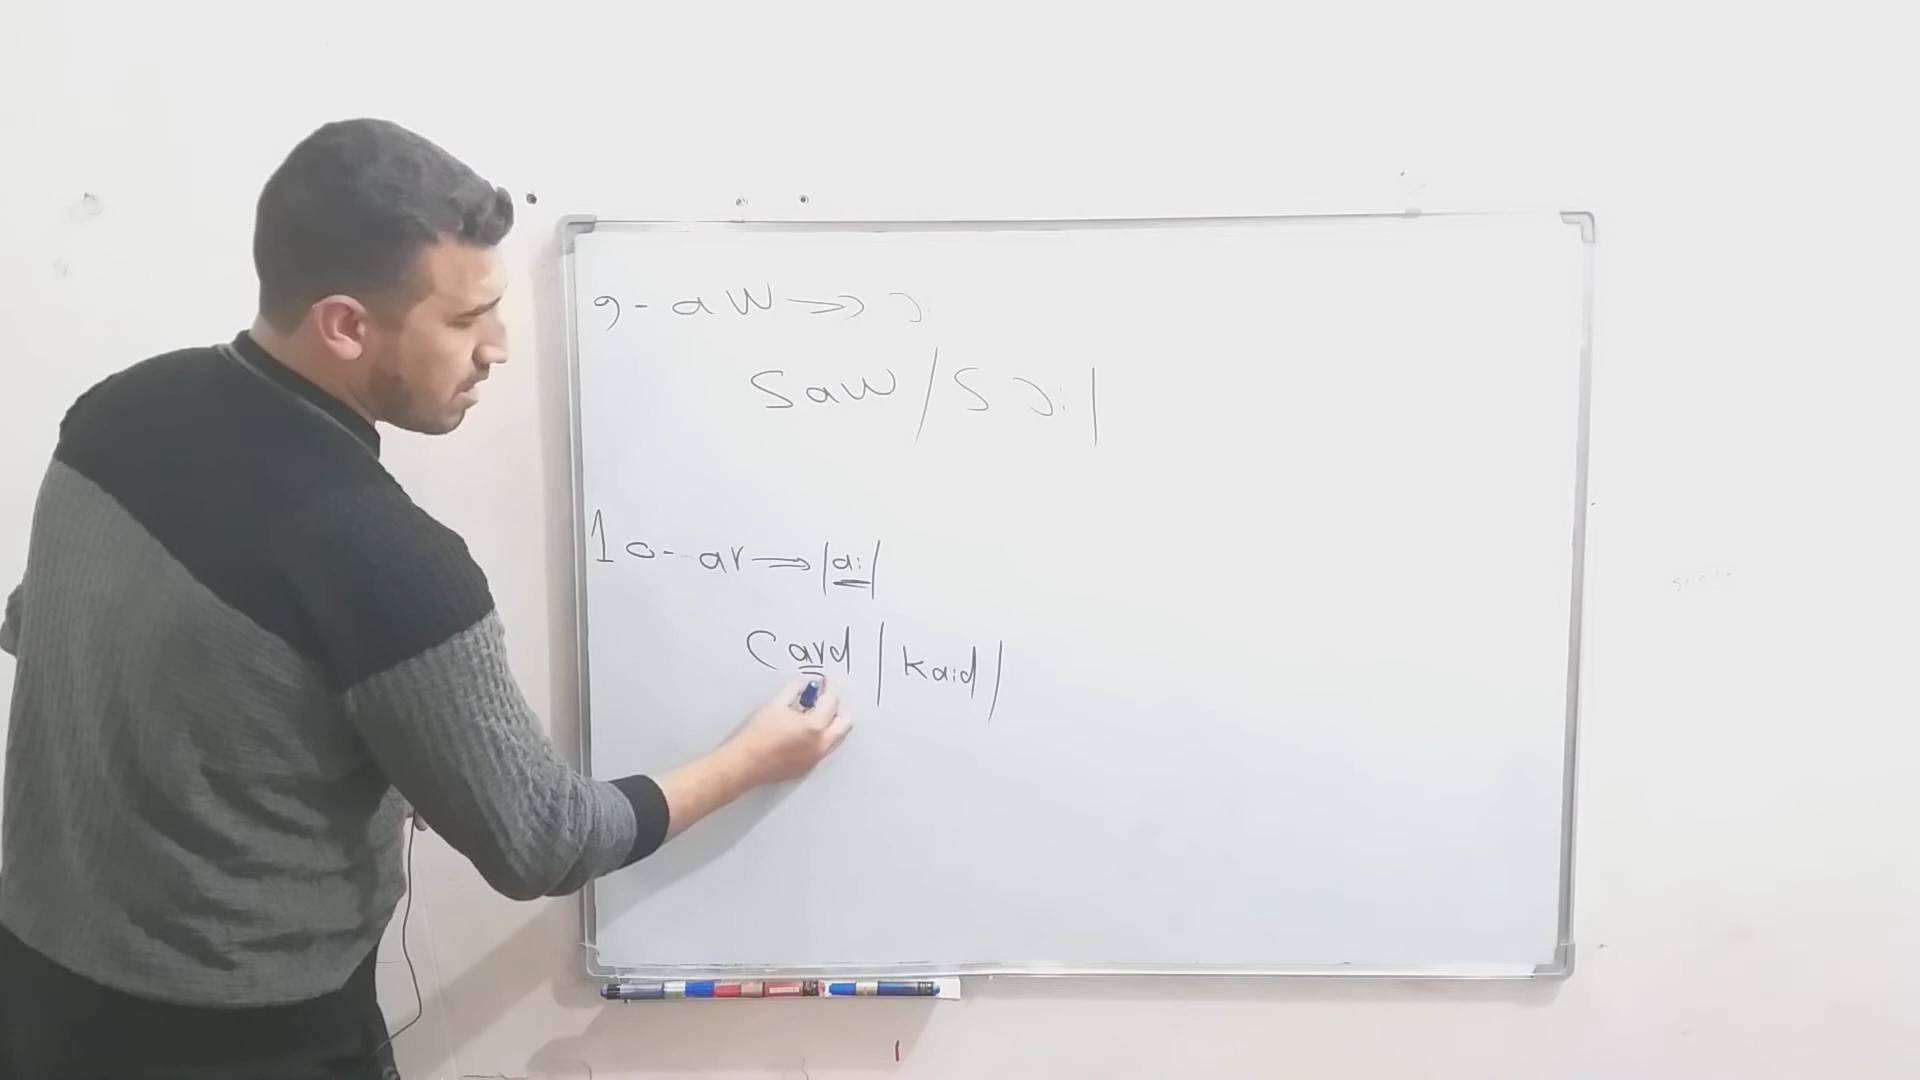 9- aw →> ɔ:
saw /sɔ:/
10- ar → /a:/
Card /ka:d/